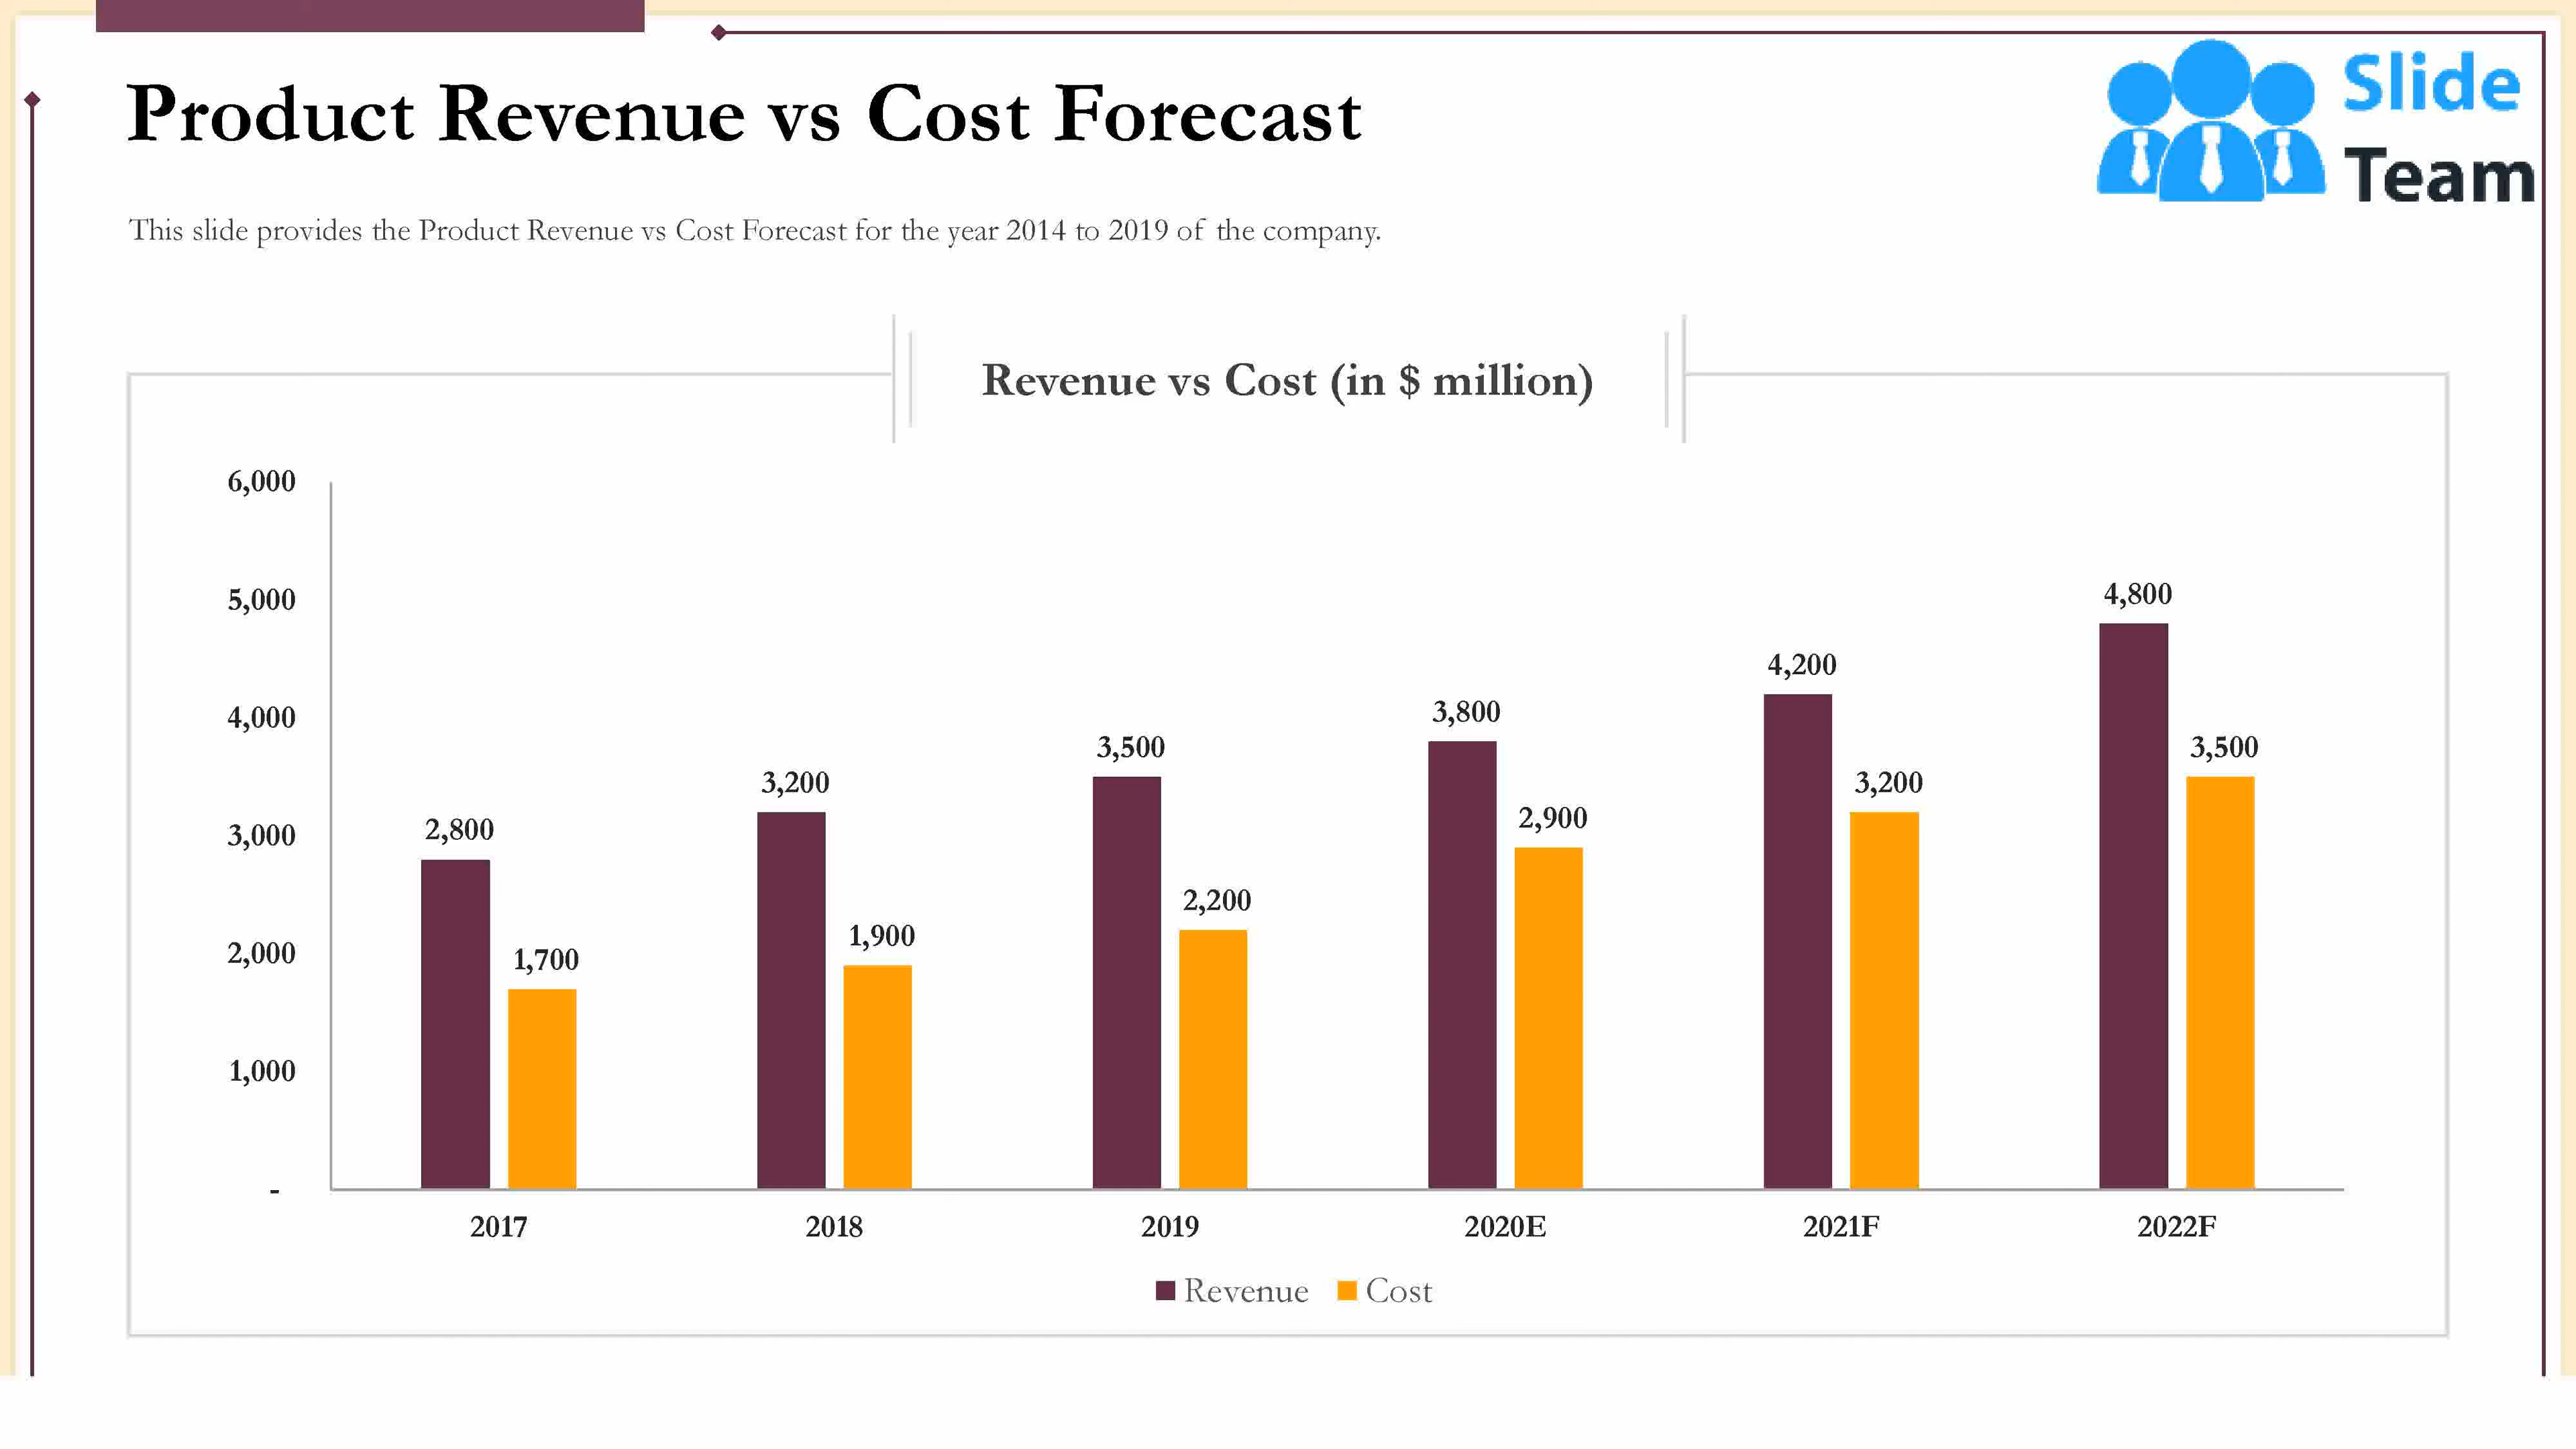 Product Revenue vs Cost Forecast
Slide
Team
This slide provides the Product Revenue vs Cost Forecast for the year 2014 to 2019 of the company.
Revenue vs Cost (in $ million)
6,000
5,000
4,000
3,000
2,000
1,000
-
2,800
1,700
3,200
1,900
3,500
2,200
3,800
2,900
4,200
3,200
4,800
3,500
2017 2018 2019 2020E 2021F 2022F
Revenue Cost